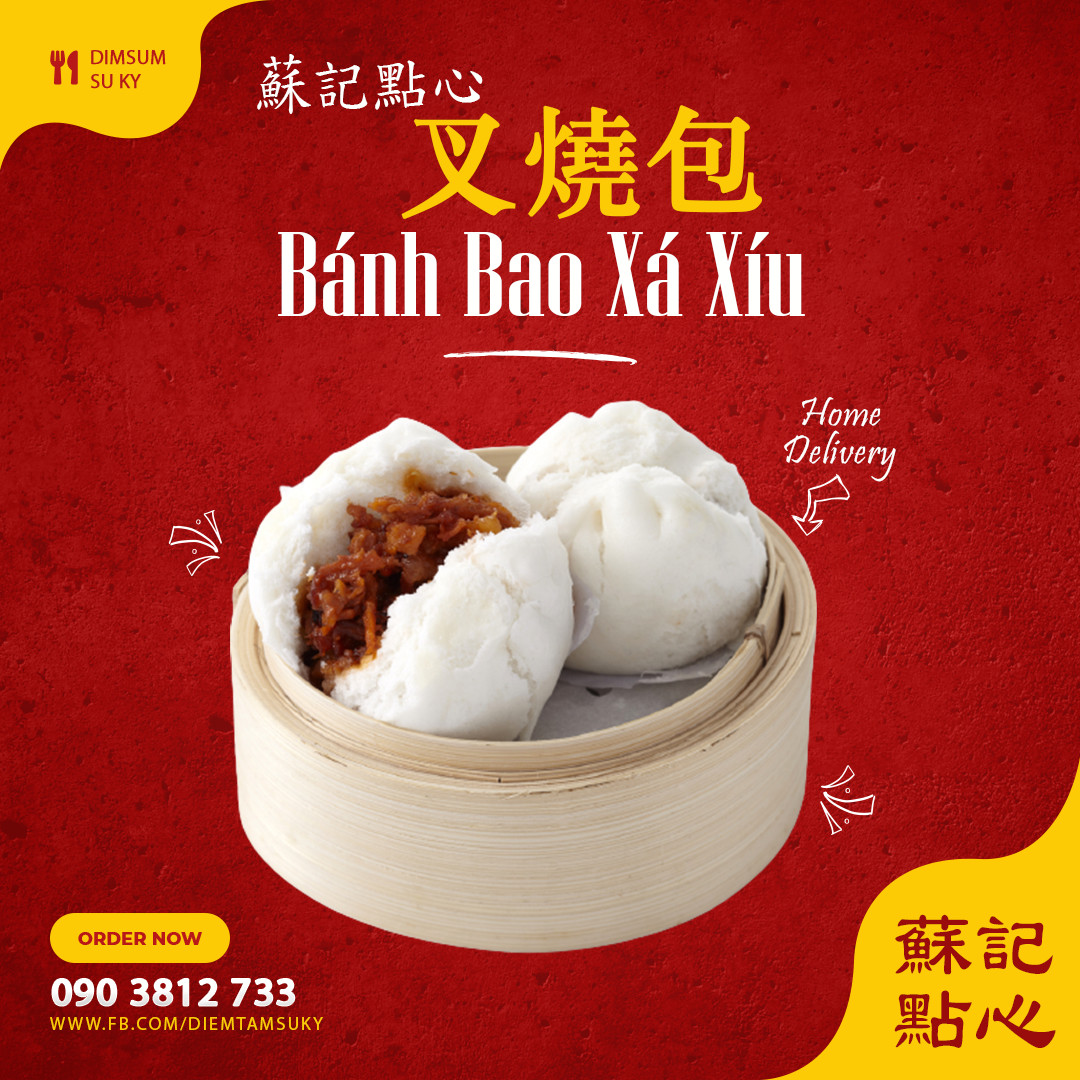 DIMSUM
SU KY
蘇記點心
叉燒包
Bánh Bao Xá Xíu
Home
Delivery
ORDER NOW
090 3812 733
WWW.FB.COM/DIEMTAMSUKY
蘇記
點心